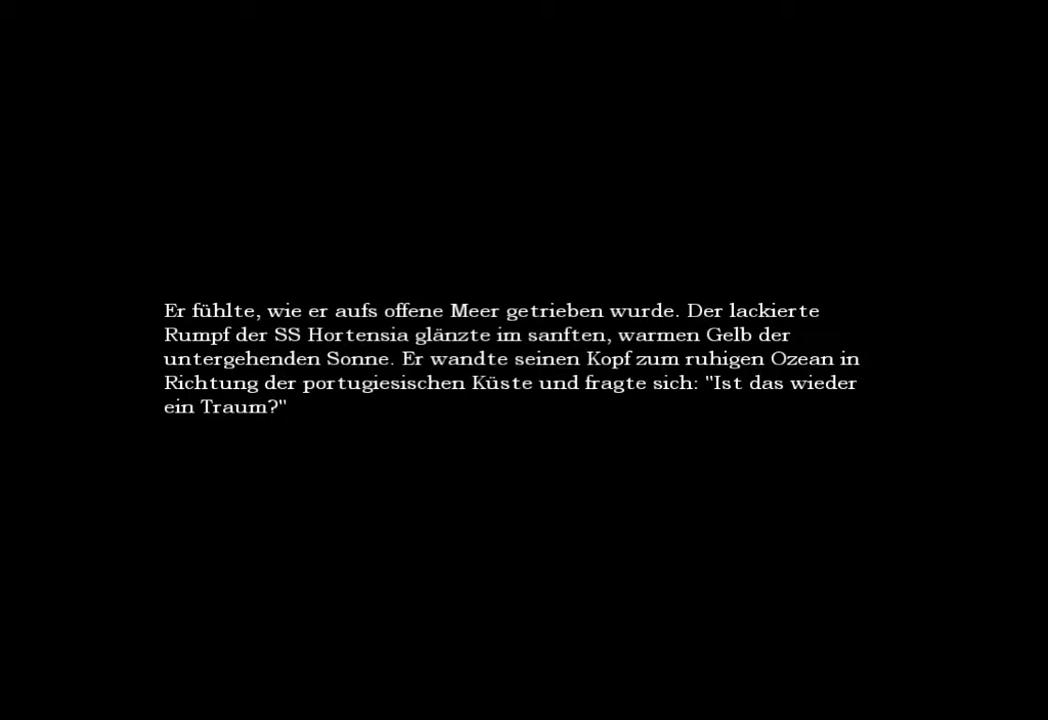 Er fühlte, wie er aufs offene Meer getrieben wurde. Der lackierte
Rumpf der SS Hortensia glänzte im sanften, warmen Gelb der
untergehenden Sonne. Er wandte seinen Kopf zum ruhigen Ozean in
Richtung der portugiesischen Küste und fragte sich: "Ist das wieder
ein Traum?"